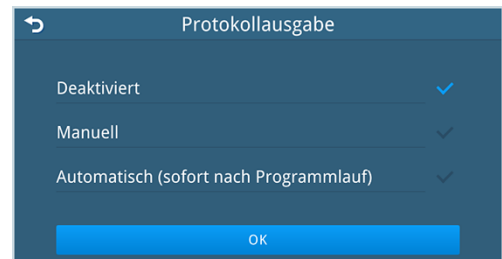 Protokollausgabe
Deaktiviert
Manuell
Automatisch (sofort nach Programmlauf)
OK